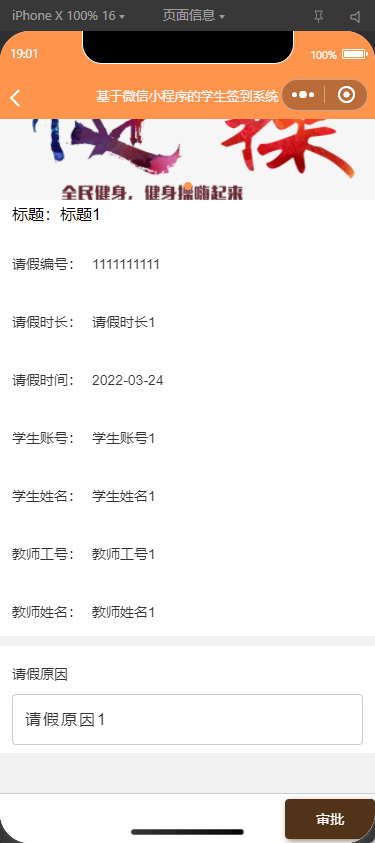 iPhone X 100% 16
页面信息
19:01
100%
基于微信小程序的学生签到系统
全民健身，健身操嗨起来
标题：标题1
请假编号： 1111111111
请假时长： 请假时长1
请假时间： 2022-03-24
学生账号： 学生账号1
学生姓名： 学生姓名1
教师工号： 教师工号1
教师姓名： 教师姓名1
请假原因
请假原因1
审批